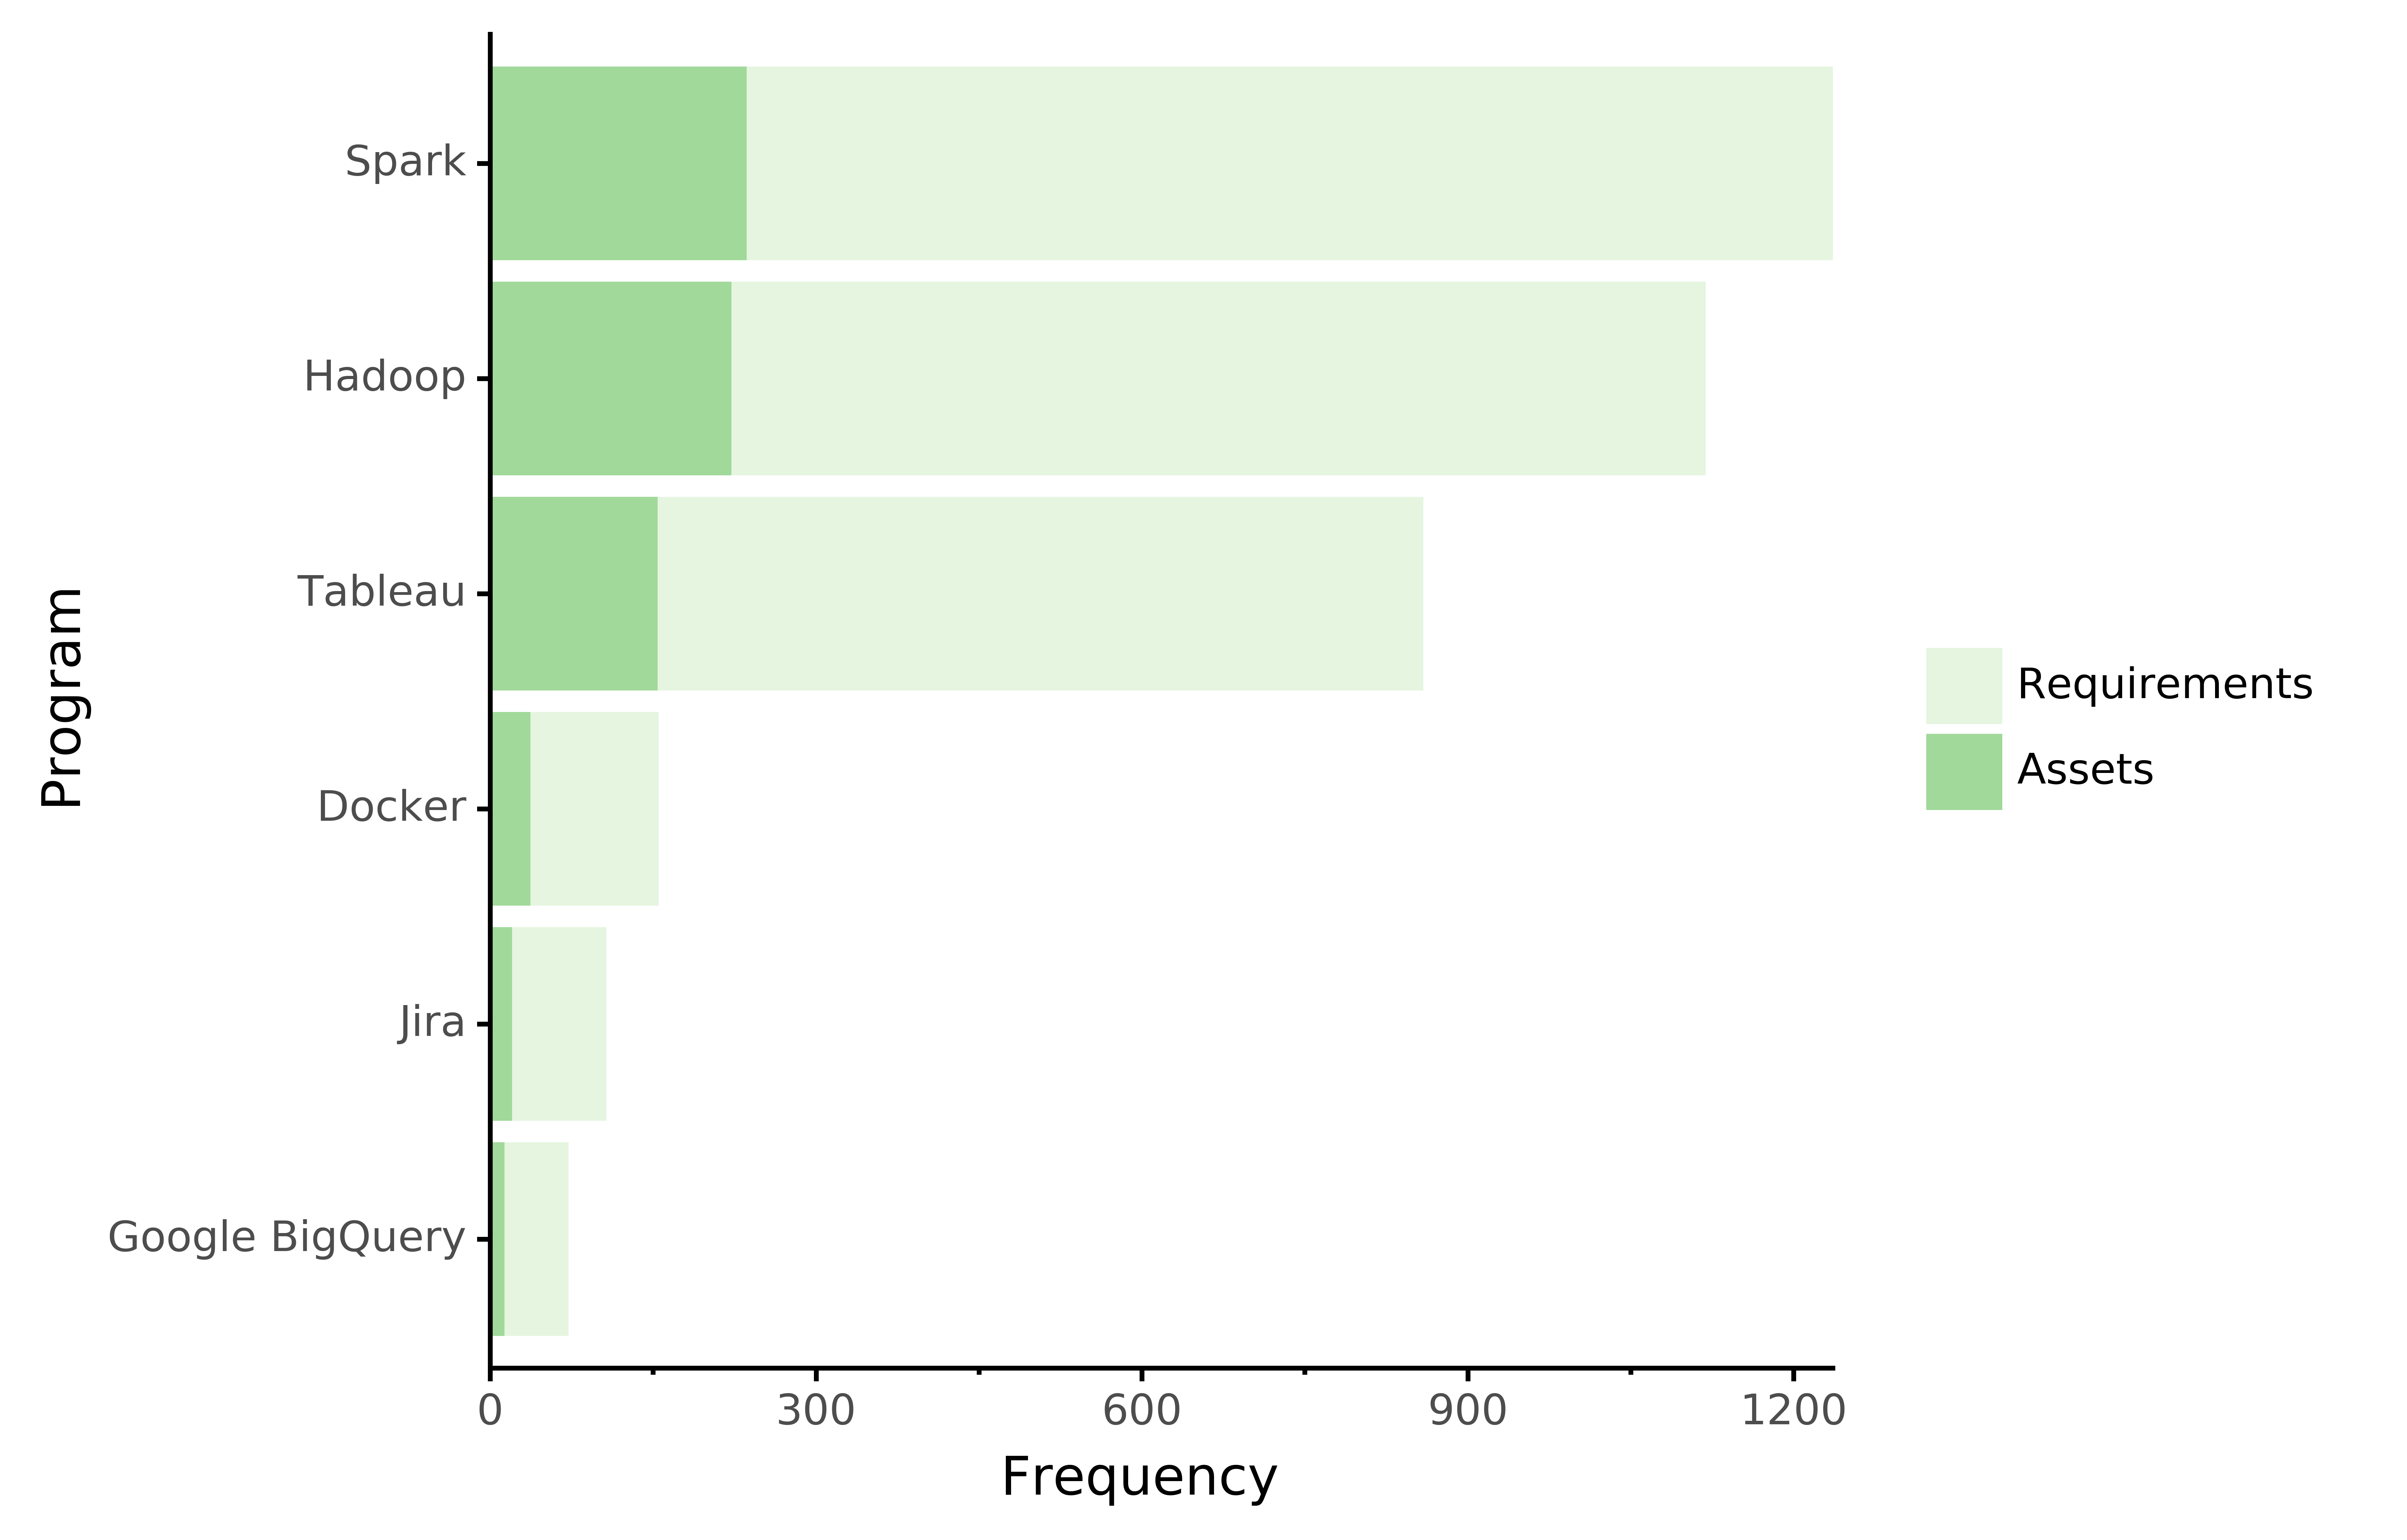 Program
Spark
Hadoop
Tableau
Docker
Jira
Google BigQuery
0 300 600 900 1200
Frequency
Requirements
Assets